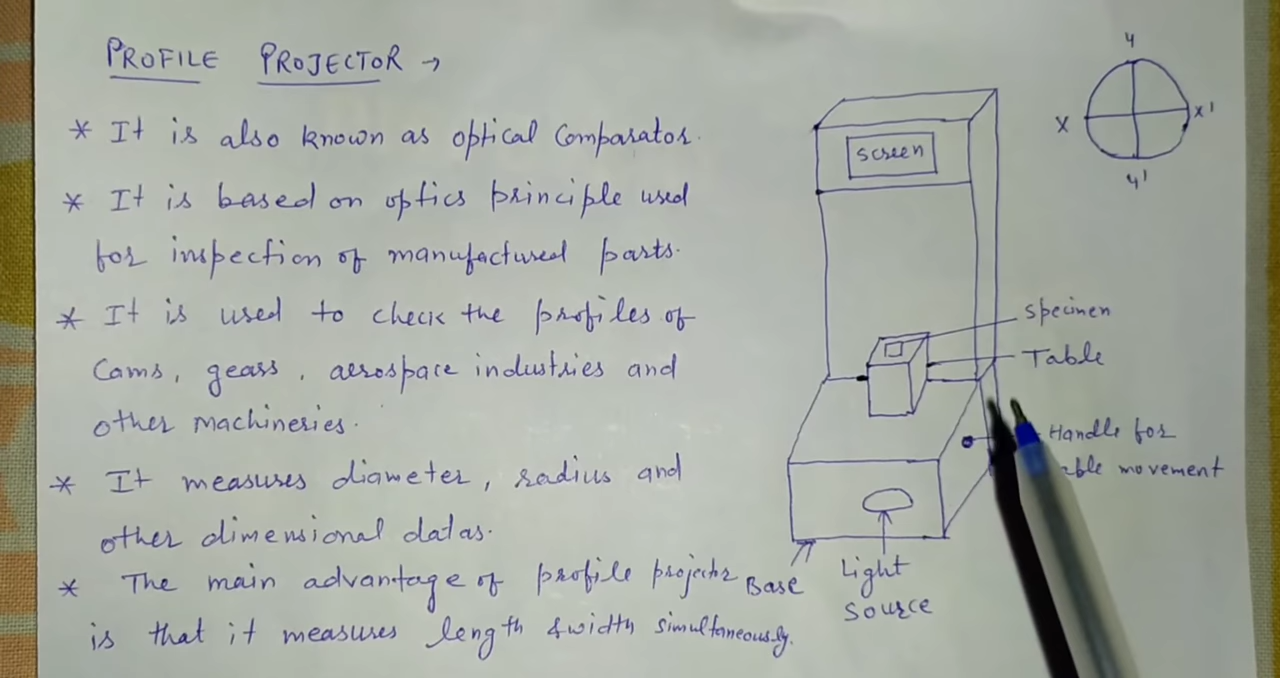 PROFILE PROJECTOR →
* It is also known as optical Comparator.
* It is based on optics principle used
for inspection of manufactured parts.
* It is used to check the profiles of
Cams, gears, aerospace industries and
other machineries.
* It measures diameter, radius and
other dimensional datas.
* The main advantage of profile projector
is that it measures length & width simultaneously.
Screen
Y
X X'
Y'
Specimen
Table
Handle for
movement
Base
Light
Source